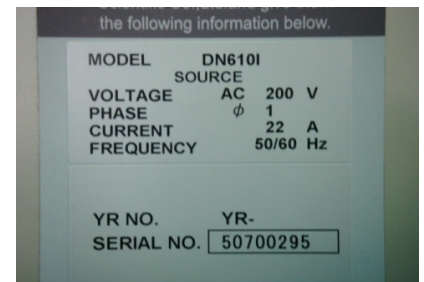 the following information below.
MODEL DN610I
SOURCE
VOLTAGE AC 200 V
PHASE ϕ 1
CURRENT 22 A
FREQUENCY 50/60 Hz
YR NO. YR-
SERIAL NO. 50700295